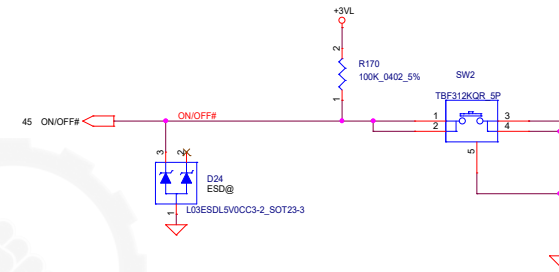 +3VL
2
R170
100K_0402_5%
1
SW2
TBF312KQR_5P
45 ON/OFF#
ON/OFF#
1
2
3
4
5
3
2
D24
ESD@
1
L03ESDL5V0CC3-2_SOT23-3